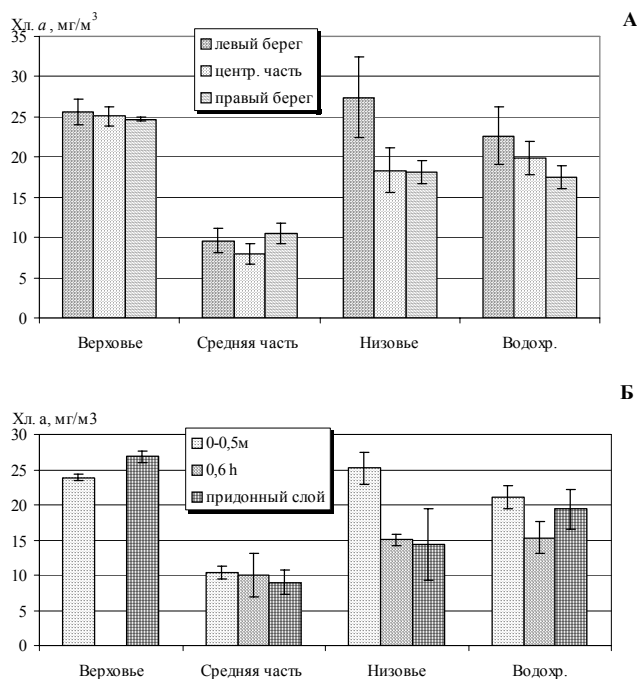 Хл. а , мг/м³
А
35
30
25
20
15
10
5
0
левый берег
центр. часть
правый берег
Верховье Средняя часть Низовье Водохр.
Б
Хл. а, мг/м3
30
25
20
15
10
5
0
0-0,5м
0,6 h
придонный слой
Верховье Средняя часть Низовье Водохр.